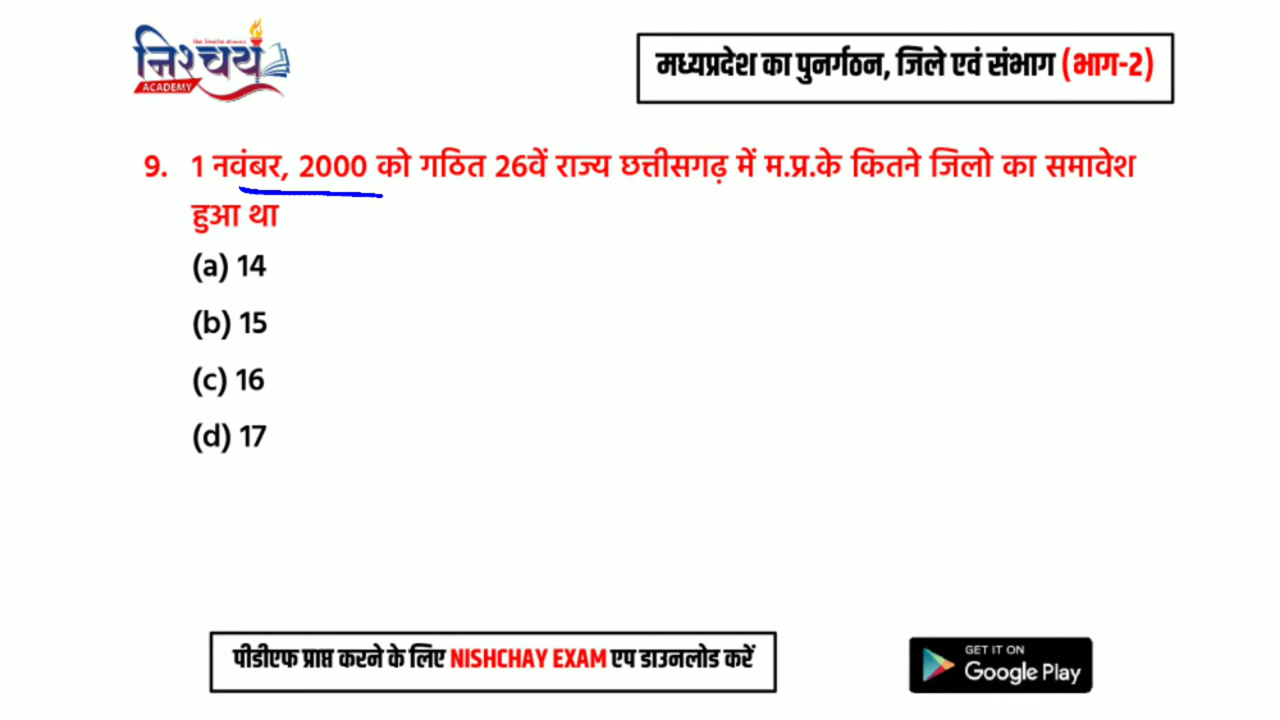 निश्चय
ACADEMY
मध्यप्रदेश का पुनर्गठन, जिले एवं संभाग (भाग-2)
9. 1 नवंबर, 2000 को गठित 26वें राज्य छत्तीसगढ़ में म.प्र.के कितने जिलो का समावेश
हुआ था
(a) 14
(b) 15
(c) 16
(d) 17
पीडीएफ प्राप्त करने के लिए NISHCHAY EXAM एप डाउनलोड करें
GET IT ON
Google Play